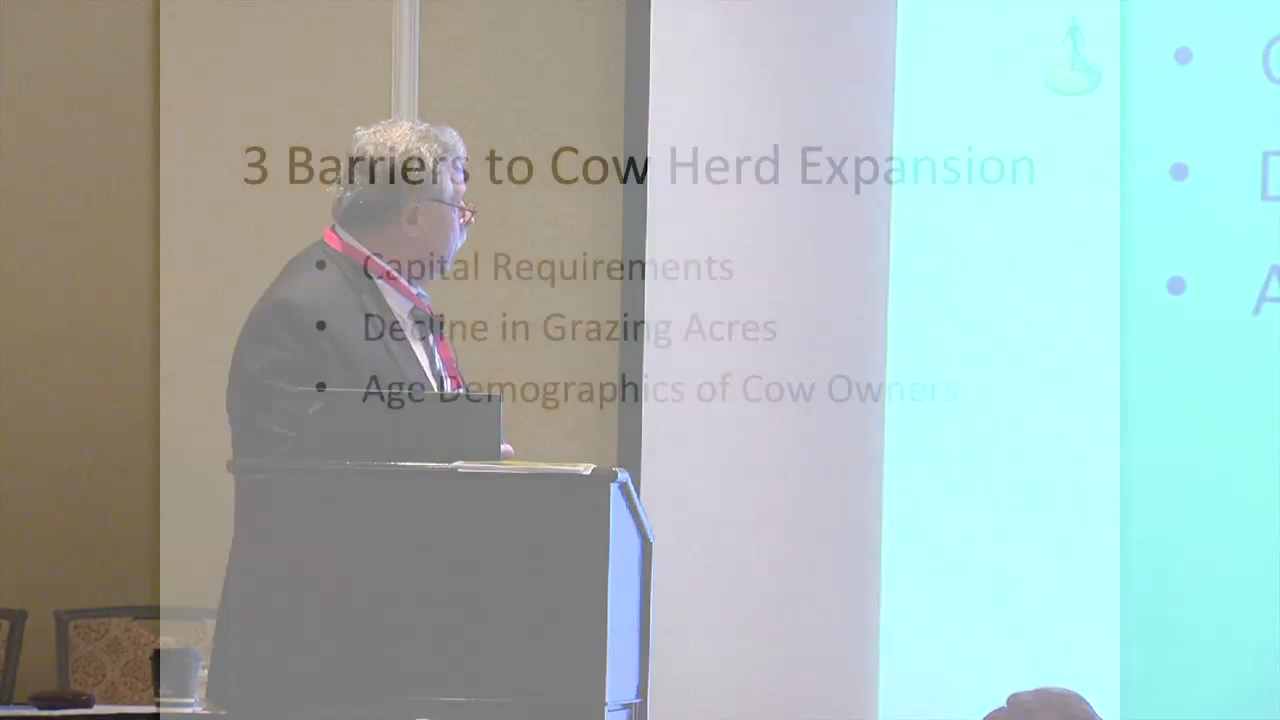 3 Barriers to Cow Herd Expansion
• Capital Requirements
• Decline in Grazing Acres
• Age Demographics of Cow Owners